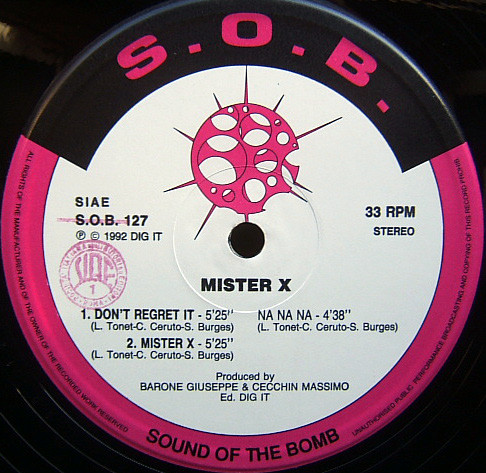 S.O.B.
SIAE
S.O.B. 127
Ⓟ © 1992 DIG IT
33 RPM
STEREO
MISTER X
1. DON'T REGRET IT - 5'25"
(L. Tonet-C. Ceruto-S. Burges)
NA NA NA - 4'38"
(L. Tonet-C. Ceruto-S. Burges)
2. MISTER X - 5'25"
(L. Tonet-C. Ceruto-S. Burges)
Produced by
BARONE GIUSEPPE & CECCHIN MASSIMO
Ed. DIG IT
SOUND OF THE BOMB
ALL RIGHTS OF THE MANUFACTURER AND OF THE OWNER OF THE RECORDED WORK RESERVED
UNAUTHORISED PUBLIC PERFORMANCE BROADCASTING AND COPYING OF THIS RECORD PROHIB.
1